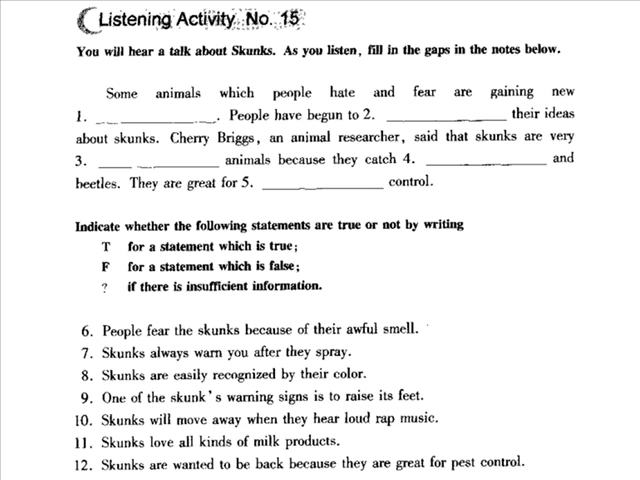 Listening Activity No. 15
You will hear a talk about Skunks. As you listen, fill in the gaps in the notes below.
Some animals which people hate and fear are gaining new
1. ____________. People have begun to 2. ____________ their ideas
about skunks. Cherry Briggs, an animal researcher, said that skunks are very
3. ____________ animals because they catch 4. ____________ and
beetles. They are great for 5. ____________ control.
Indicate whether the following statements are true or not by writing
T for a statement which is true;
F for a statement which is false;
? if there is insufficient information.
6. People fear the skunks because of their awful smell.
7. Skunks always warn you after they spray.
8. Skunks are easily recognized by their color.
9. One of the skunk's warning signs is to raise its feet.
10. Skunks will move away when they hear loud rap music.
11. Skunks love all kinds of milk products.
12. Skunks are wanted to be back because they are great for pest control.